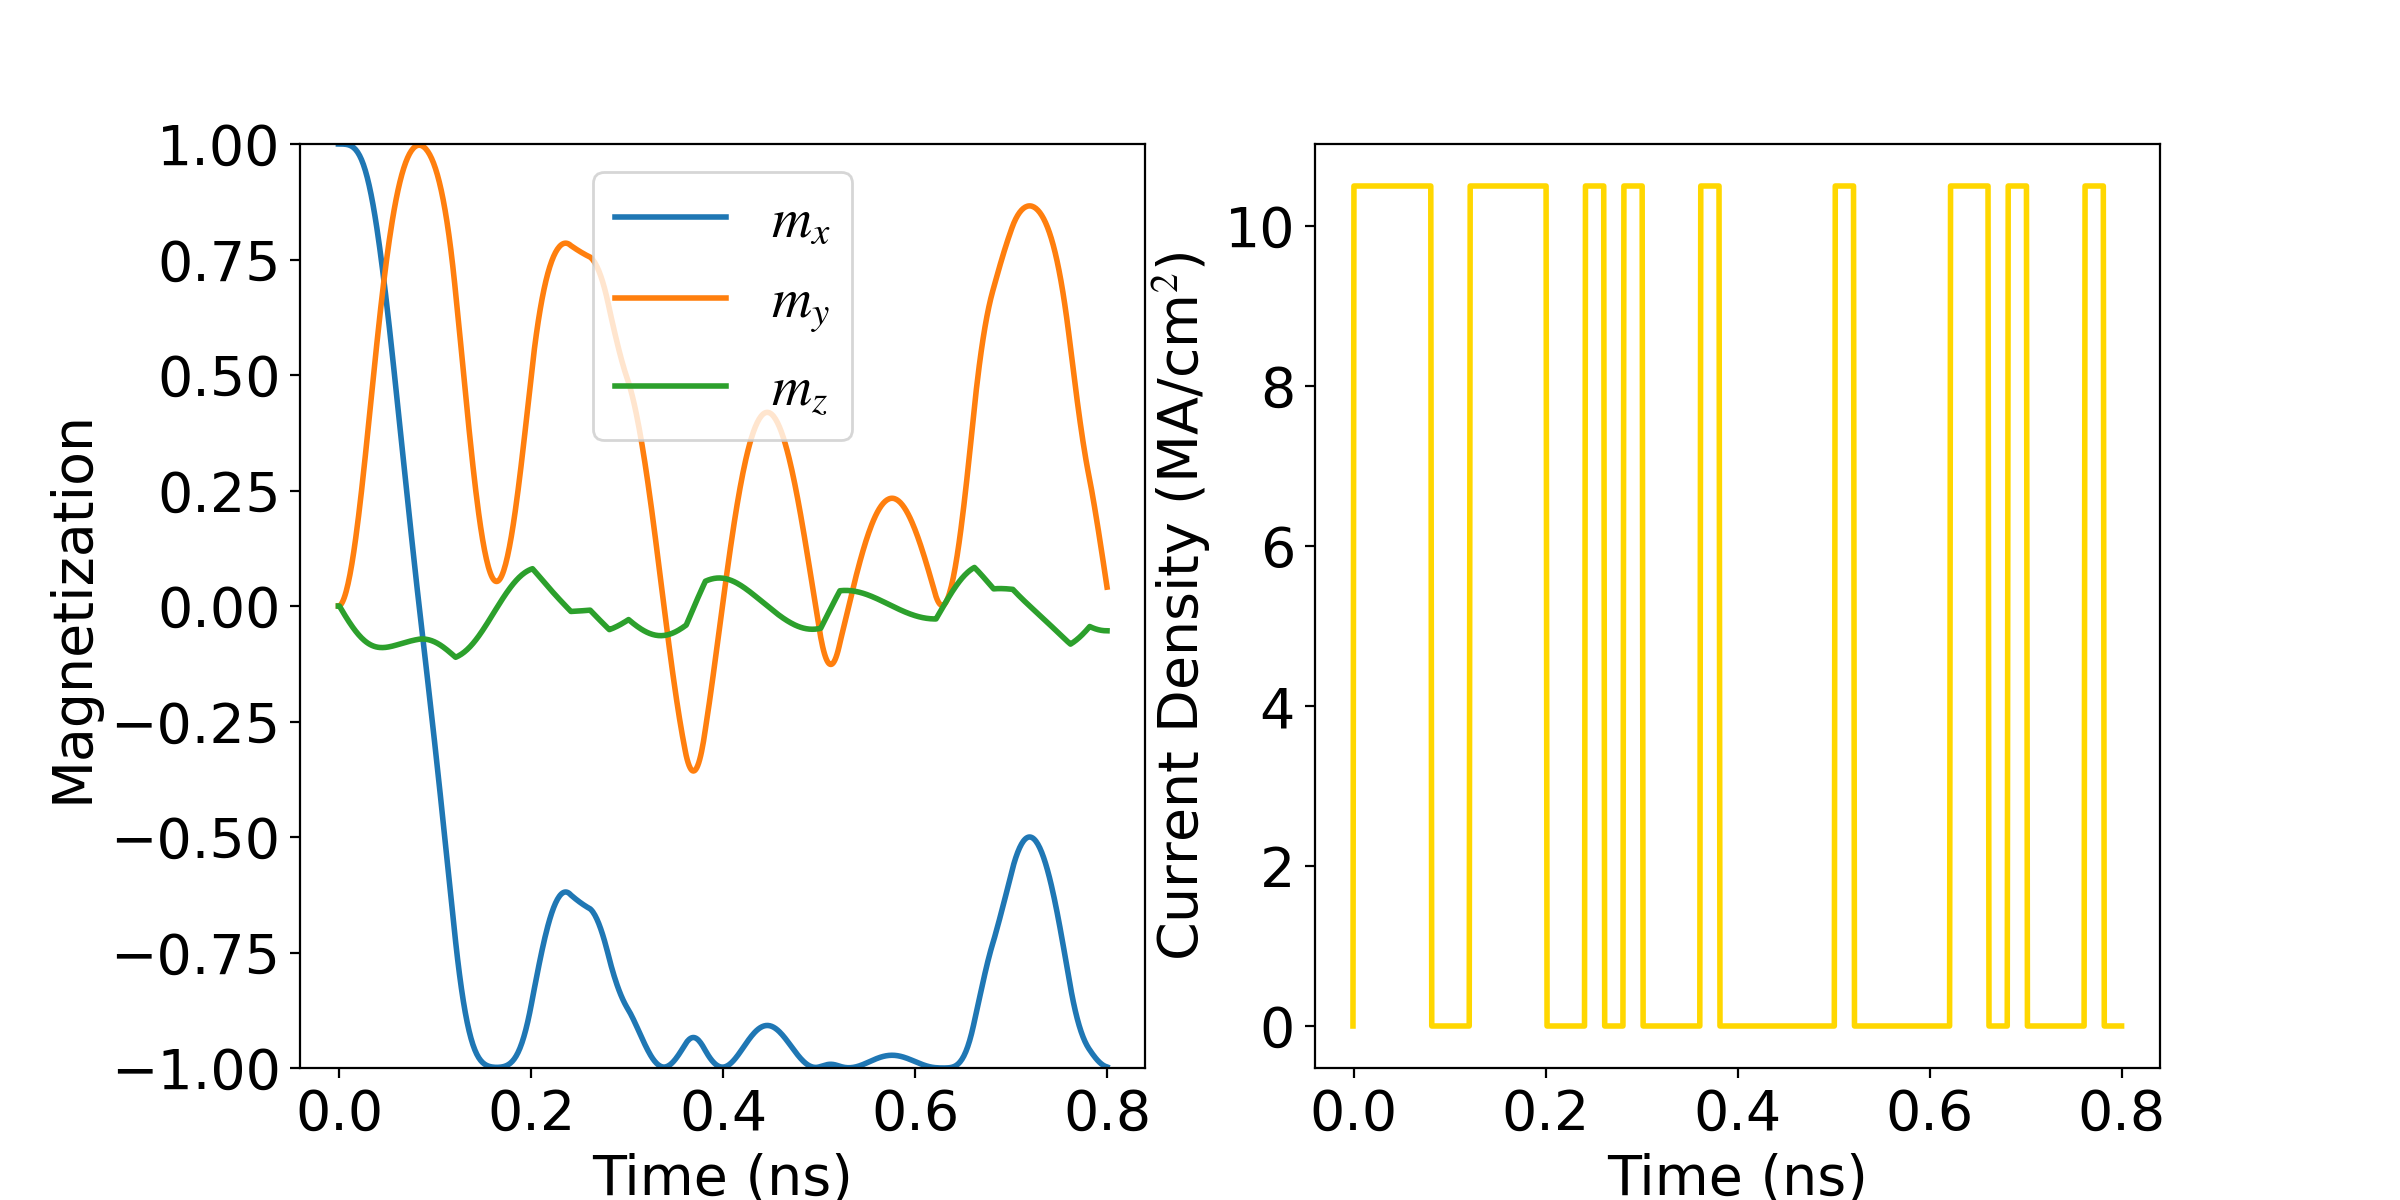 1.00
0.75
0.50
0.25
0.00
−0.25
−0.50
−0.75
−1.00
Magnetization
0.0 0.2 0.4 0.6 0.8
Time (ns)
m_x
m_y
m_z
10
8
6
4
2
0
Current Density (MA/cm²)
0.0 0.2 0.4 0.6 0.8
Time (ns)